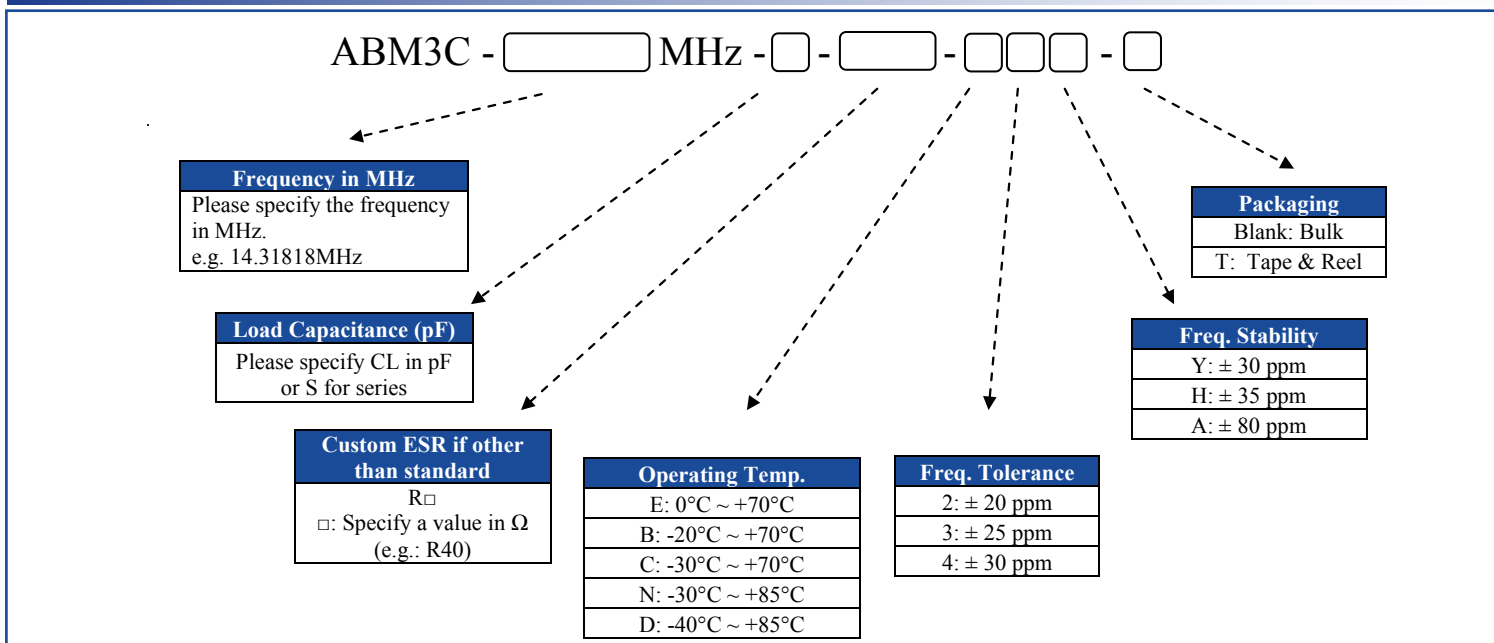 ABM3C - MHz - - - -
Frequency in MHz
Please specify the frequency
in MHz.
e.g. 14.31818MHz
Load Capacitance (pF)
Please specify CL in pF
or S for series
Custom ESR if other
than standard
R□
□: Specify a value in Ω
(e.g.: R40)
Operating Temp.
E: 0°C ~ +70°C
B: -20°C ~ +70°C
C: -30°C ~ +70°C
N: -30°C ~ +85°C
D: -40°C ~ +85°C
Freq. Tolerance
2: ± 20 ppm
3: ± 25 ppm
4: ± 30 ppm
Freq. Stability
Y: ± 30 ppm
H: ± 35 ppm
A: ± 80 ppm
Packaging
Blank: Bulk
T: Tape & Reel